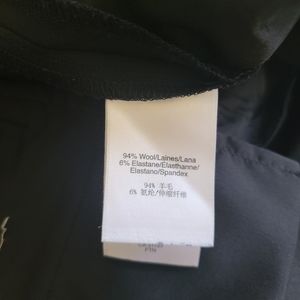 94% Wool/Laines/Lana
6% Elastane/Elasthanne/
Elastano/Spandex
94% 羊毛
6% 氨纶/伸缩纤维